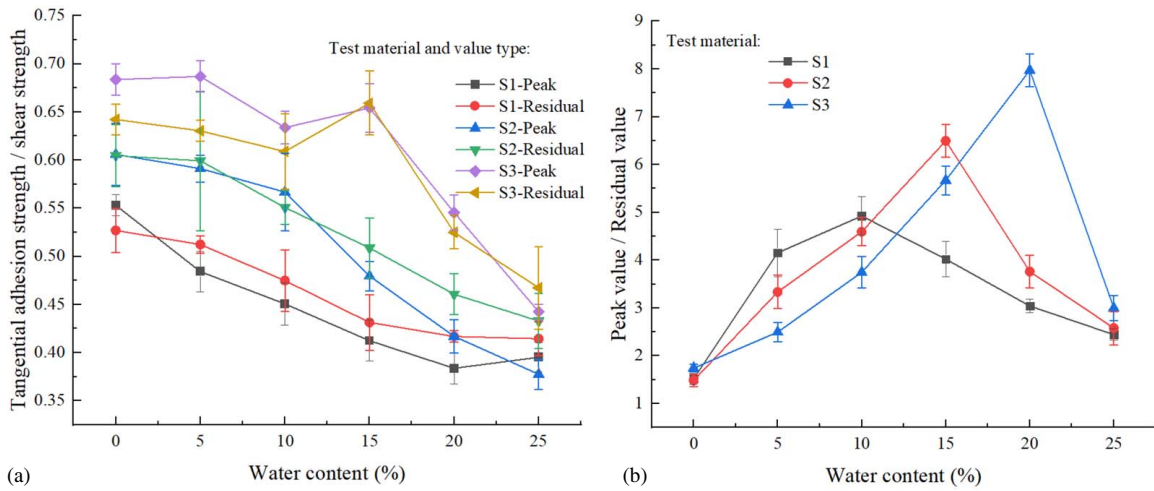 0.75
0.70
0.65
0.60
0.55
0.50
0.45
0.40
0.35
Tangential adhesion strength / shear strength
Test material and value type:
S1-Peak
S1-Residual
S2-Peak
S2-Residual
S3-Peak
S3-Residual
0 5 10 15 20 25
Water content (%)
(a)
9
8
7
6
5
4
3
2
1
Peak value / Residual value
Test material:
S1
S2
S3
0 5 10 15 20 25
Water content (%)
(b)